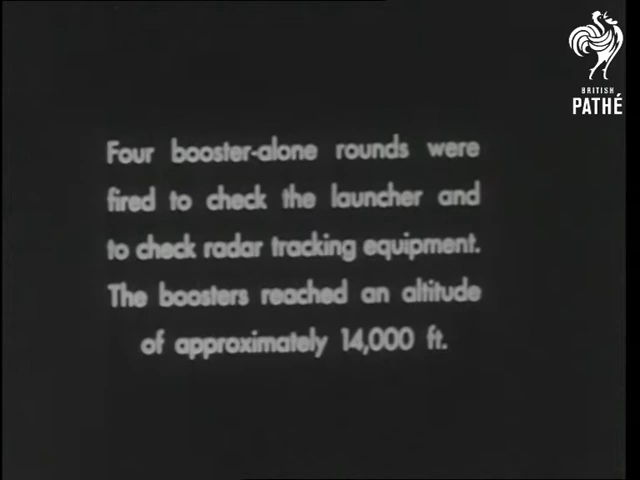 BRITISH
PATHÉ
Four booster-alone rounds were
fired to check the launcher and
to check radar tracking equipment.
The boosters reached an altitude
of approximately 14,000 ft.